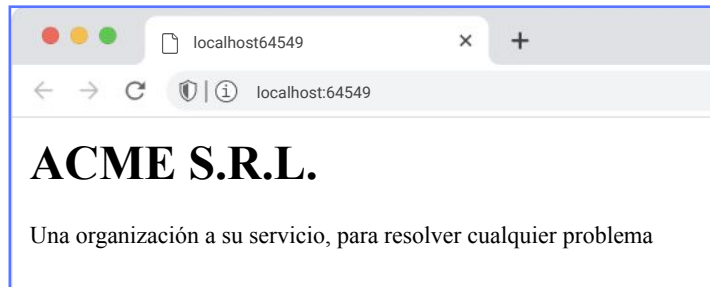 localhost64549
localhost:64549
ACME S.R.L.
Una organización a su servicio, para resolver cualquier problema